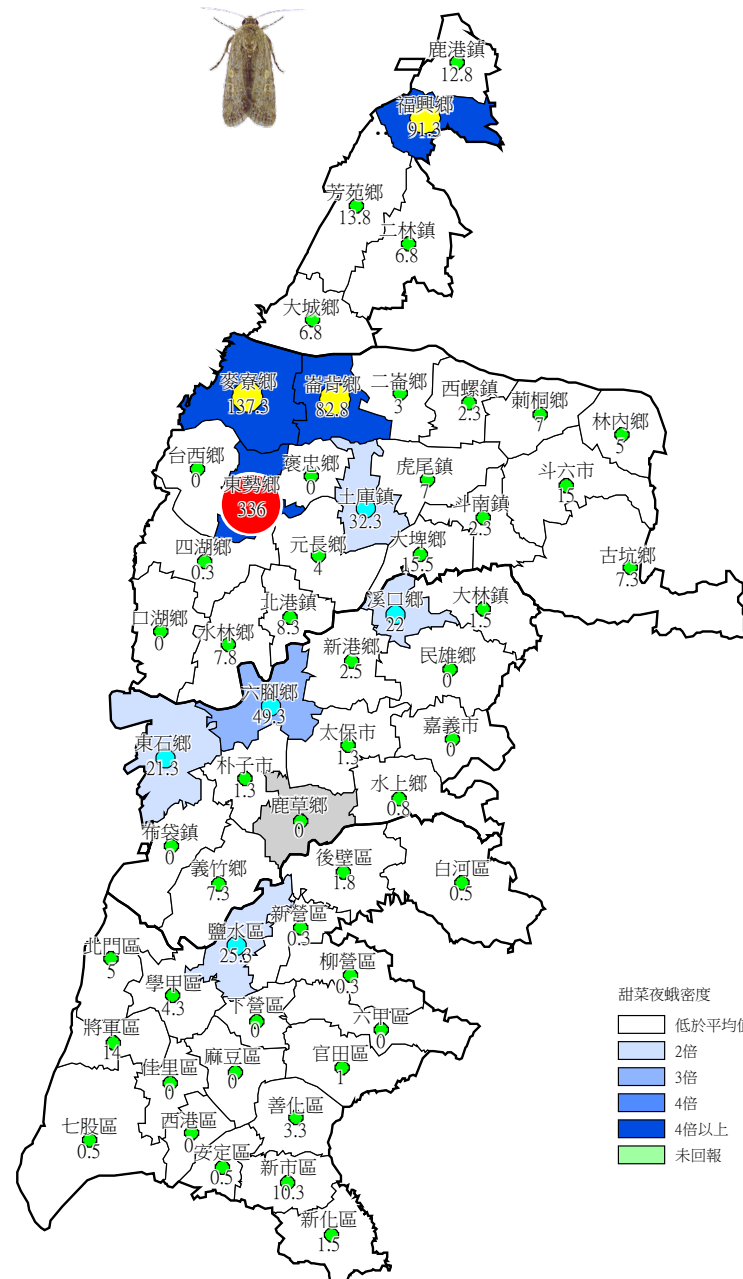 鹿港鎮
12.8
福興鄉
91.3
芳苑鄉
13.8
二林鎮
6.8
大城鄉
6.8
麥寮鄉
137.3
崙背鄉
82.8
二崙鄉
3
西螺鎮
2.3
莿桐鄉
7
林內鄉
5
台西鄉
0
東勢鄉
336
褒忠鄉
0
土庫鎮
32.3
虎尾鎮
7
斗南鎮
2.3
斗六市
15
古坑鄉
7.3
四湖鄉
0.3
元長鄉
4
大埤鄉
15.5
口湖鄉
0
水林鄉
7.8
北港鎮
8.3
溪口鄉
22
大林鎮
1.5
新港鄉
2.5
民雄鄉
0
六腳鄉
49.3
東石鄉
21.3
朴子市
1.3
太保市
1.3
嘉義市
0
鹿草鄉
0
水上鄉
0.8
布袋鎮
0
義竹鄉
7.3
後壁區
1.8
白河區
0.5
鹽水區
25.3
新營區
0.3
北門區
5
學甲區
4.3
柳營區
0.3
下營區
0
六甲區
0
將軍區
14
佳里區
0
麻豆區
0
官田區
1
七股區
0.5
西港區
0
善化區
3.3
安定區
0.5
新市區
10.3
新化區
1.5
甜菜夜蛾密度
低於平均值
2倍
3倍
4倍
4倍以上
未回報